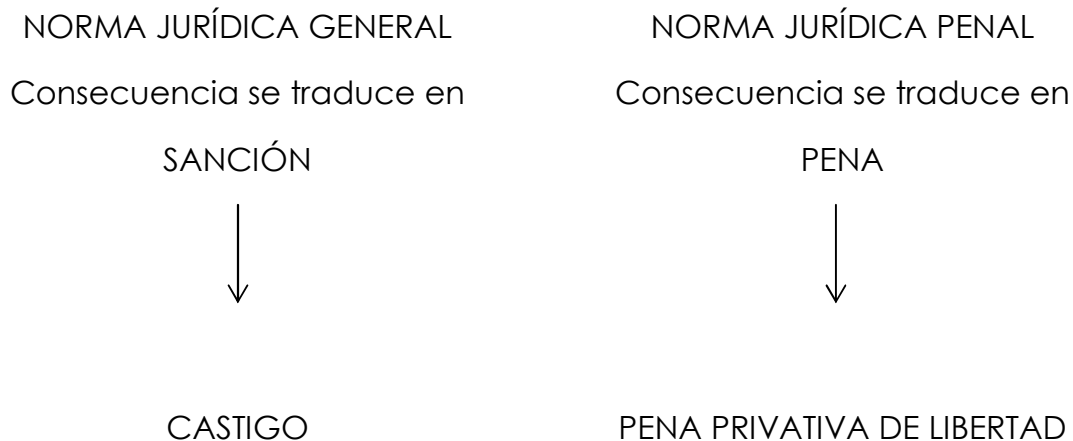 NORMA JURÍDICA GENERAL
Consecuencia se traduce en
SANCIÓN
CASTIGO
NORMA JURÍDICA PENAL
Consecuencia se traduce en
PENA
PENA PRIVATIVA DE LIBERTAD